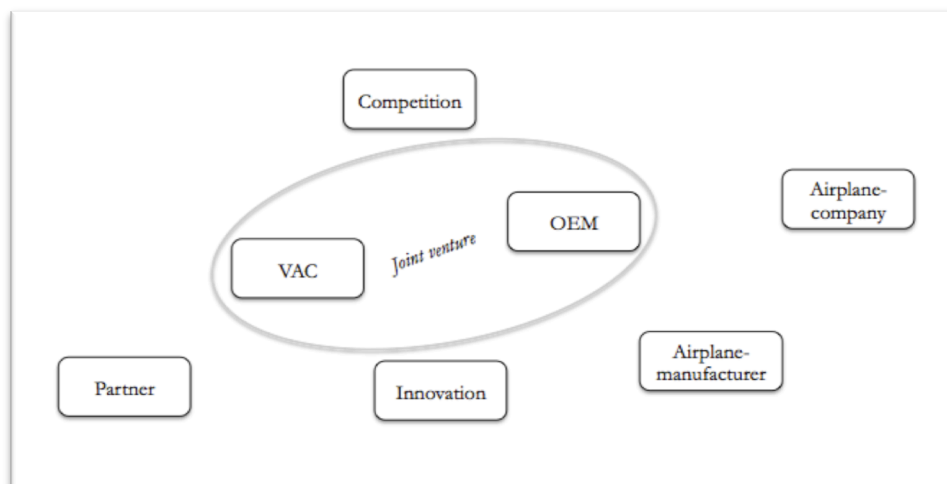 Competition
Airplane-
company
OEM
Joint venture
VAC
Airplane-
manufacturer
Partner
Innovation